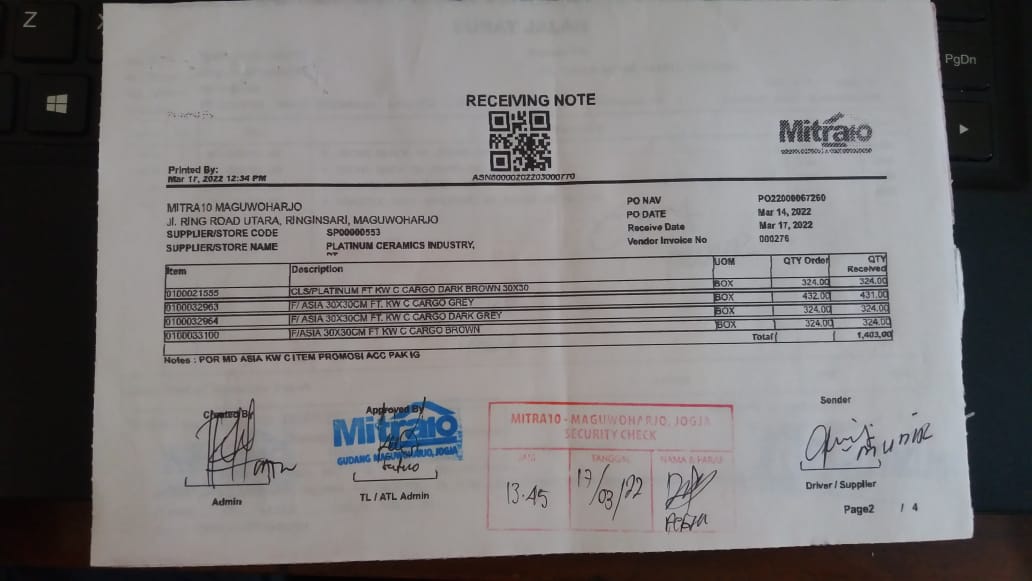 Z
PgDn
RECEIVING NOTE
Mitra10
ASN60000202203000770
Printed By:
Mar 17, 2022 12:34 PM
MITRA10 MAGUWOHARJO
Jl. RING ROAD UTARA, RINGINSARI, MAGUWOHARJO
SUPPLIER/STORE CODE SP00000553
SUPPLIER/STORE NAME PLATINUM CERAMICS INDUSTRY,
PO NAV PO22000067260
PO DATE Mar 14, 2022
Receive Date Mar 17, 2022
Vendor Invoice No 000276
Item Description UOM QTY Order QTY Received
0100021555 CLS/PLATINUM FT KW C CARGO DARK BROWN 30X30 BOX 324.00 324.00
0100032963 F/ ASIA 30X30CM FT. KW C CARGO GREY BOX 432.00 431.00
0100032964 F/ ASIA 30X30CM FT. KW C CARGO DARK GREY BOX 324.00 324.00
0100033100 F/ASIA 30X30CM FT KW C CARGO BROWN BOX 324.00 324.00
Total 1,403.00
Notes : POR MD ASIA KW C ITEM PROMOSI ACC PAK IG
Created By
Admin
Approved By
Mitra10
GUDANG MAGUWOHARJO, JOGJA
TL / ATL Admin
MITRA10 - MAGUWOHARJO, JOGJA
SECURITY CHECK
JAM TANGGAL NAMA & PARAF
13.45 17/03/22
Sender
Driver / Supplier
Page2 / 4